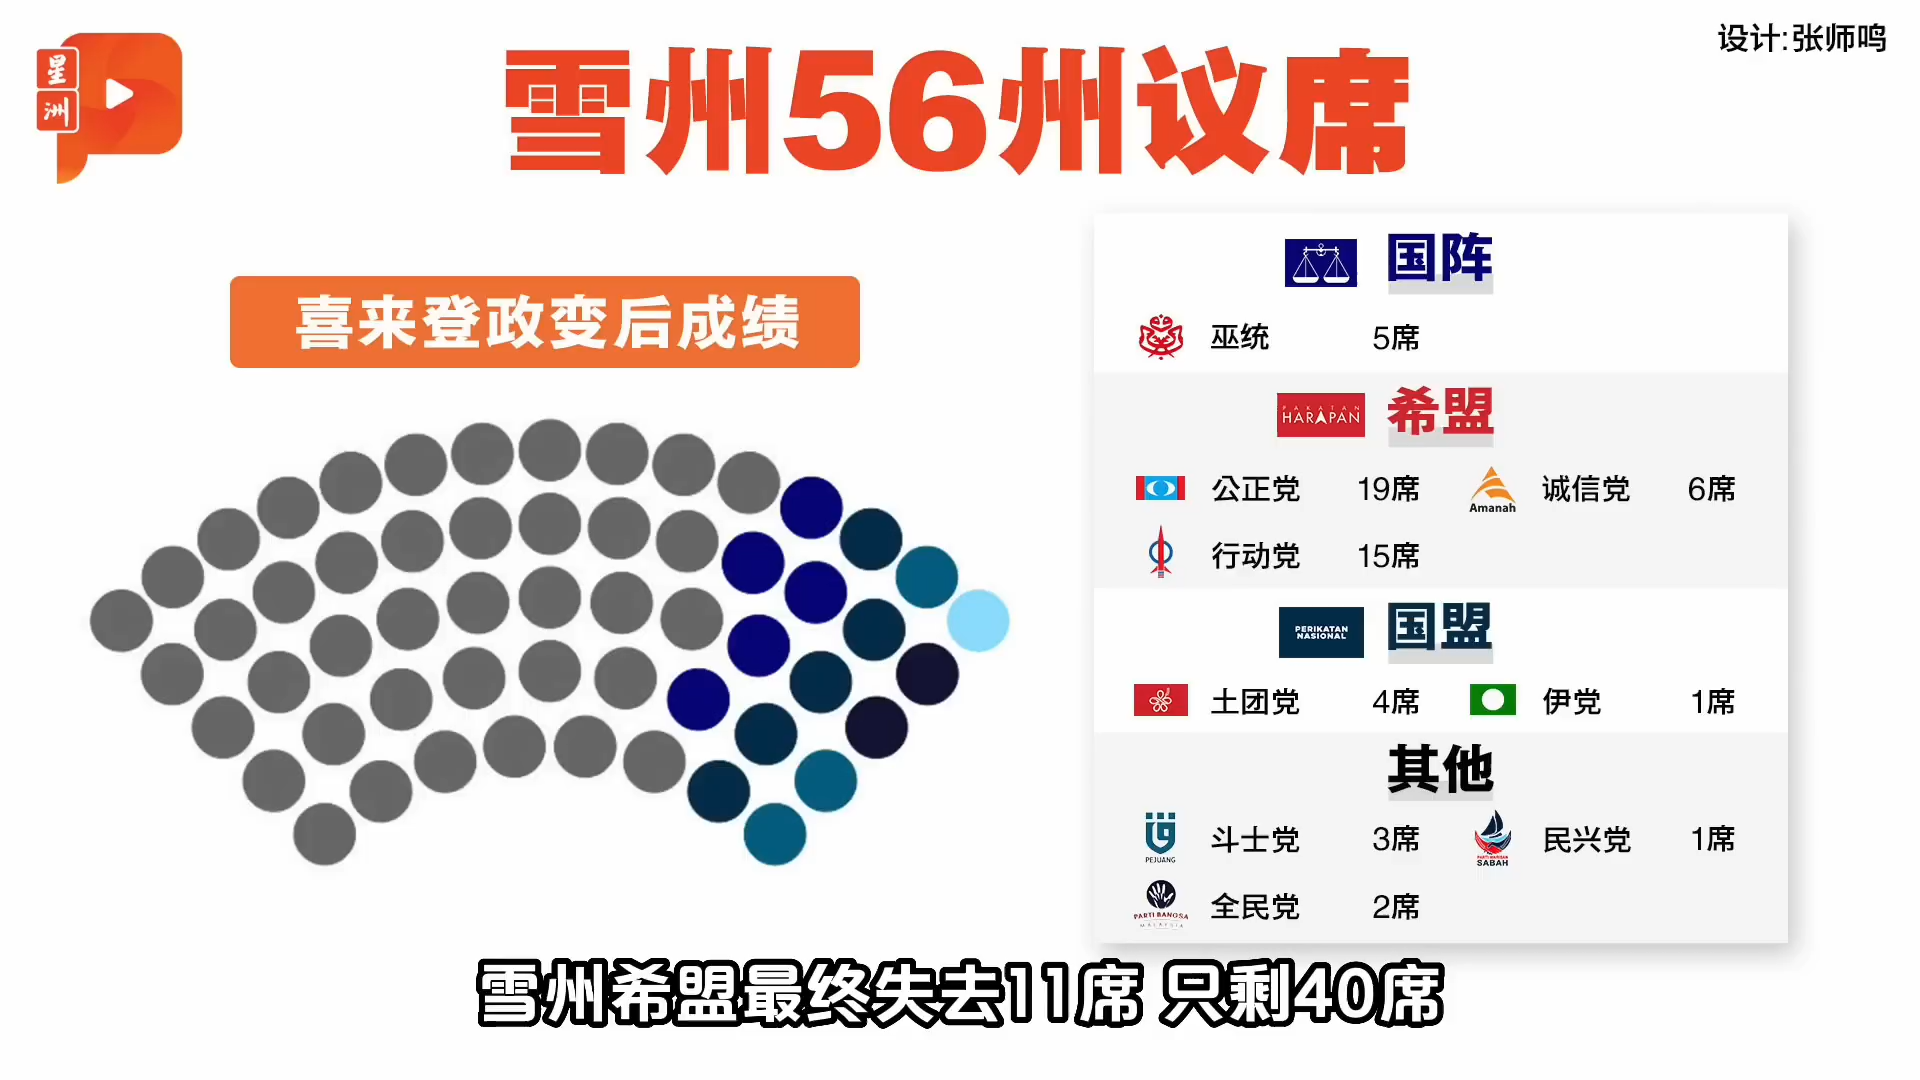 星洲
设计:张师鸣
雪州56州议席
喜来登政变后成绩
国阵
巫统 5席
PAKATAN
HARAPAN
希盟
公正党 19席
Amanah
诚信党 6席
行动党 15席
PERIKATAN
NASIONAL
国盟
土团党 4席
伊党 1席
其他
PEJUANG
斗士党 3席
PARTI WARISAN
SABAH
民兴党 1席
PARTI BANGSA
MALAYSIA
全民党 2席
雪州希盟最终失去11席 只剩40席